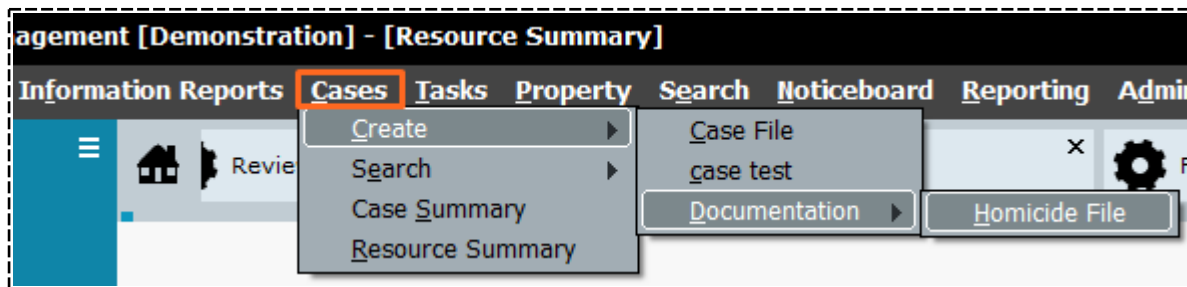 agement [Demonstration] - [Resource Summary]
Information Reports Cases Tasks Property Search Noticeboard Reporting Admi
Revie
Create
Search
Case Summary
Resource Summary
Case File
case test
Documentation
Homicide File